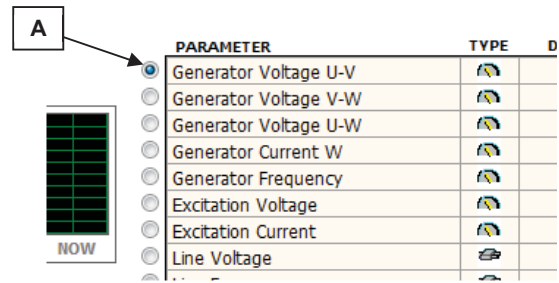 A
PARAMETER TYPE
Generator Voltage U-V
Generator Voltage V-W
Generator Voltage U-W
Generator Current W
Generator Frequency
Excitation Voltage
Excitation Current
NOW
Line Voltage